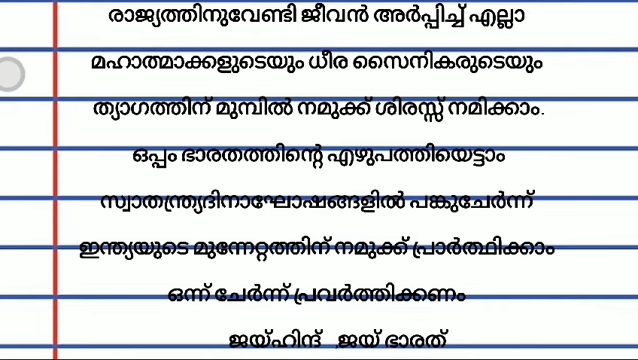 രാജ്യത്തിനുവേണ്ടി ജീവൻ അർപ്പിച്ച് എല്ലാ
മഹാത്മാക്കളുടെയും ധീര സൈനികരുടെയും
ത്യാഗത്തിന് മുമ്പിൽ നമുക്ക് ശിരസ്സ് നമിക്കാം.
ഒപ്പം ഭാരതത്തിന്റെ എഴുപത്തിയെട്ടാം
സ്വാതന്ത്ര്യദിനാഘോഷങ്ങളിൽ പങ്കുചേർന്ന്
ഇന്ത്യയുടെ മുന്നേറ്റത്തിന് നമുക്ക് പ്രാർത്ഥിക്കാം
ഒന്ന് ചേർന്ന് പ്രവർത്തിക്കണം
ജയ്ഹിന്ദ് ,ജയ് ഭാരത്